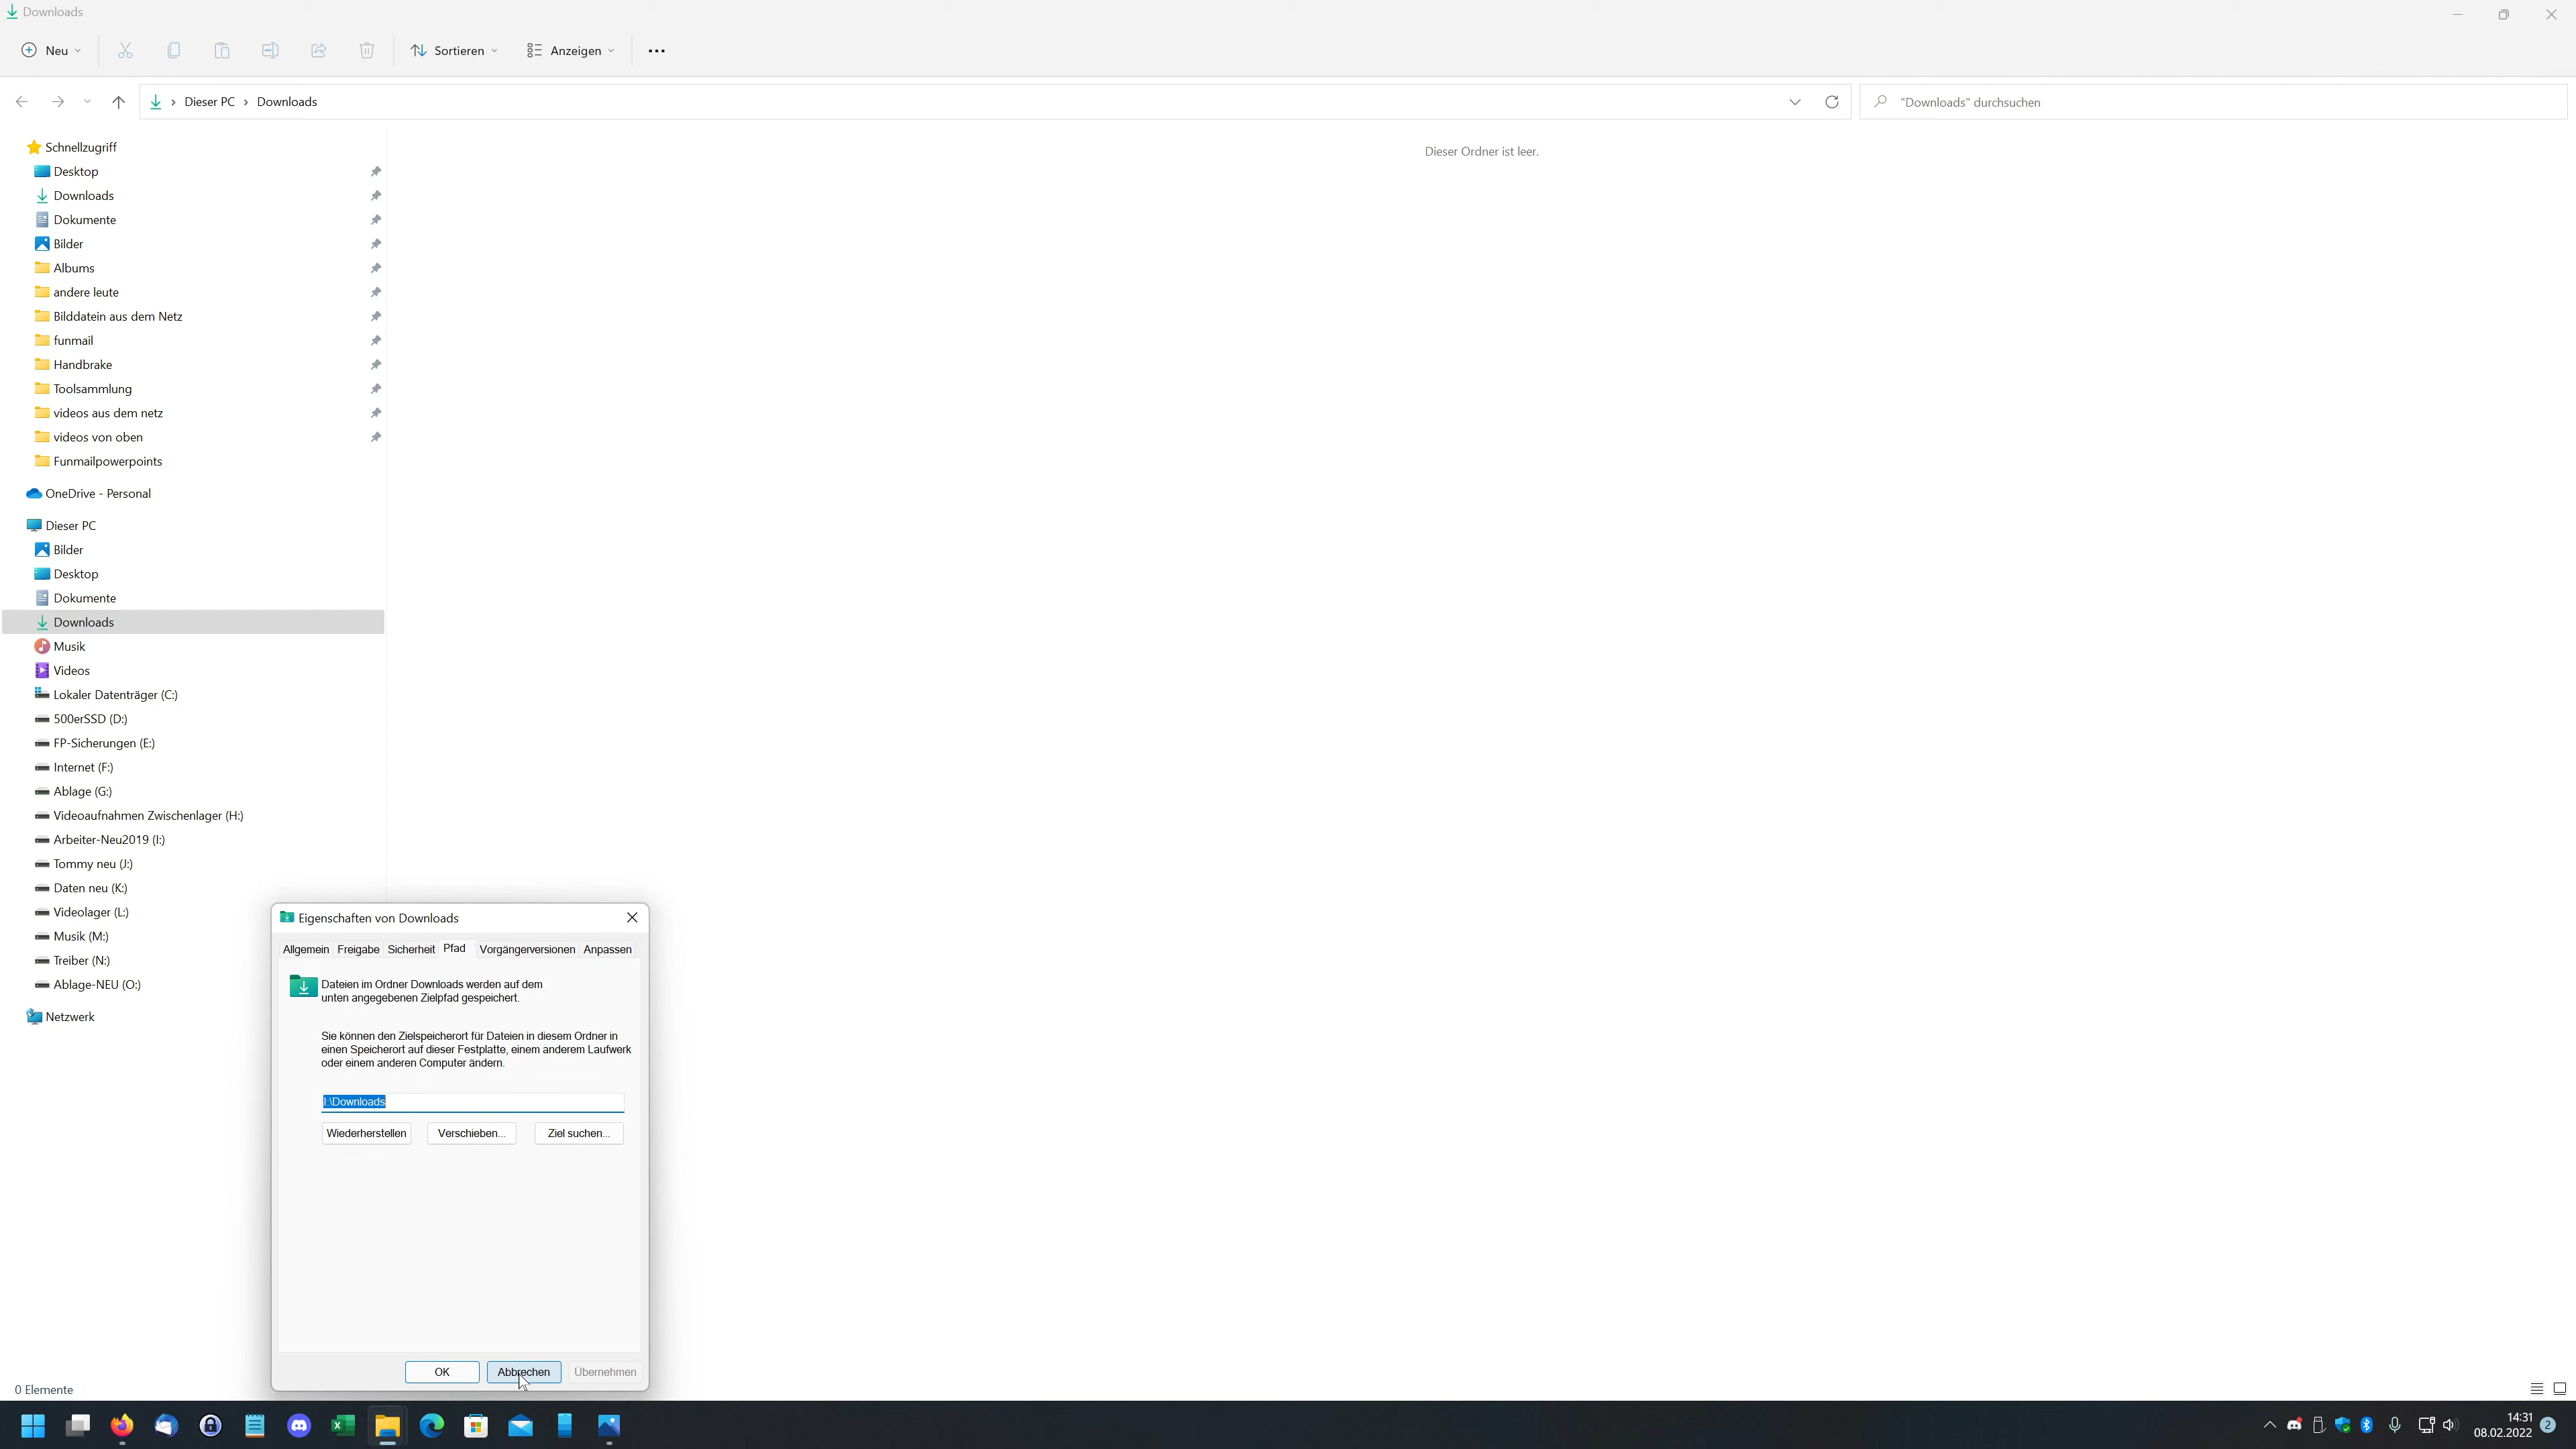 Downloads
Neu
Sortieren
Anzeigen
Dieser PC
Downloads
"Downloads" durchsuchen
Dieser Ordner ist leer.
Schnellzugriff
Desktop
Downloads
Dokumente
Bilder
Albums
andere leute
Bilddatein aus dem Netz
funmail
Handbrake
Toolsammlung
videos aus dem netz
videos von oben
Funmailpowerpoints
OneDrive - Personal
Dieser PC
Bilder
Desktop
Dokumente
Downloads
Musik
Videos
Lokaler Datenträger (C:)
500erSSD (D:)
FP-Sicherungen (E:)
Internet (F:)
Ablage (G:)
Videoaufnahmen Zwischenlager (H:)
Arbeiter-Neu2019 (I:)
Tommy neu (J:)
Daten neu (K:)
Videolager (L:)
Musik (M:)
Treiber (N:)
Ablage-NEU (O:)
Netzwerk
Eigenschaften von Downloads
Allgemein Freigabe Sicherheit Pfad Vorgängerversionen Anpassen
Dateien im Ordner Downloads werden auf dem
unten angegebenen Zielpfad gespeichert.
Sie können den Zielspeicherort für Dateien in diesem Ordner in
einen Speicherort auf dieser Festplatte, einem anderem Laufwerk
oder einem anderen Computer ändern.
I:\Downloads
Wiederherstellen Verschieben... Ziel suchen...
OK Abbrechen Übernehmen
0 Elemente
14:31
08.02.2022
2